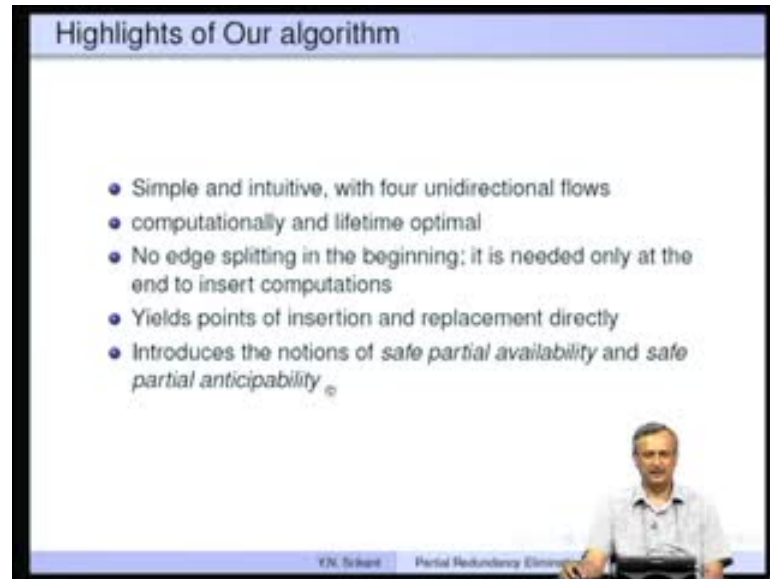 Highlights of Our algorithm
Simple and intuitive, with four unidirectional flows
computationally and lifetime optimal
No edge splitting in the beginning; it is needed only at the
end to insert computations
Yields points of insertion and replacement directly
Introduces the notions of safe partial availability and safe
partial anticipability
Y.N. Srikant Partial Redundancy